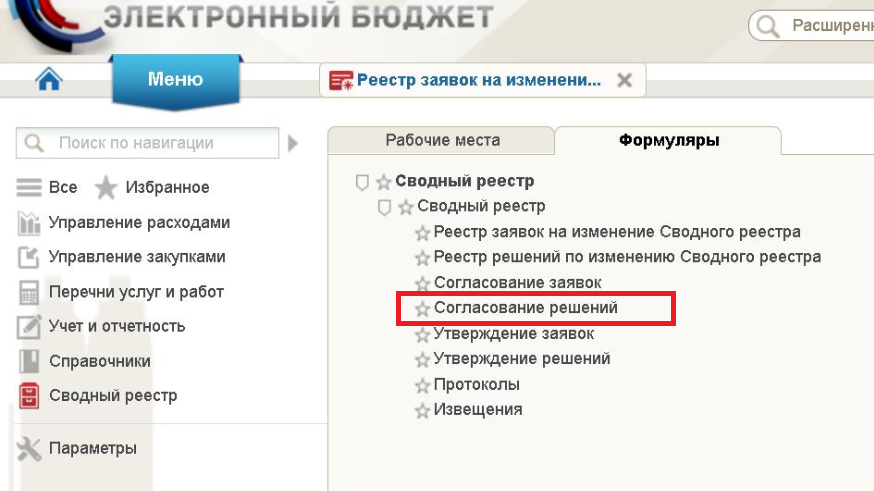 ЭЛЕКТРОННЫЙ БЮДЖЕТ
Расширенн
Меню
Реестр заявок на изменени...
Поиск по навигации
Рабочие места
Формуляры
Все
Избранное
Управление расходами
Управление закупками
Перечни услуг и работ
Учет и отчетность
Справочники
Сводный реестр
Параметры
Сводный реестр
Сводный реестр
Реестр заявок на изменение Сводного реестра
Реестр решений по изменению Сводного реестра
Согласование заявок
Согласование решений
Утверждение заявок
Утверждение решений
Протоколы
Извещения